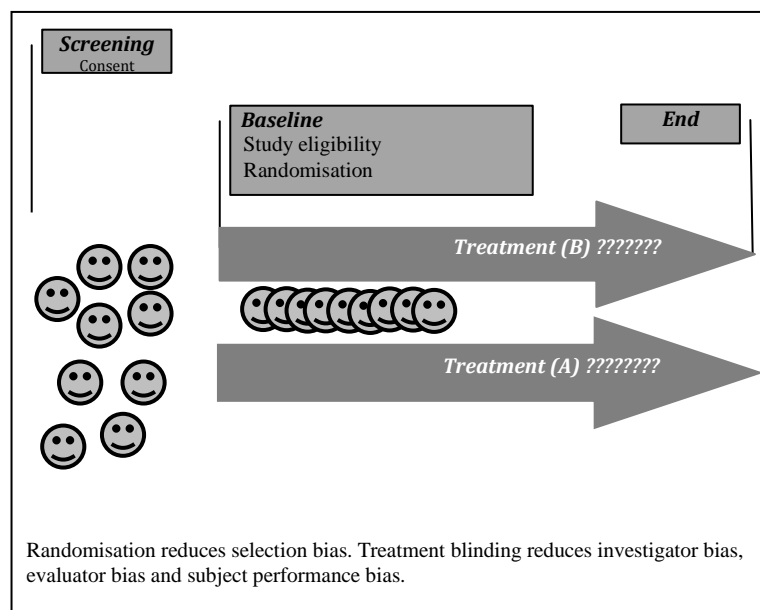 Screening
Consent
Baseline
Study eligibility
Randomisation
End
Treatment (B) ???????
Treatment (A) ????????
Randomisation reduces selection bias. Treatment blinding reduces investigator bias,
evaluator bias and subject performance bias.